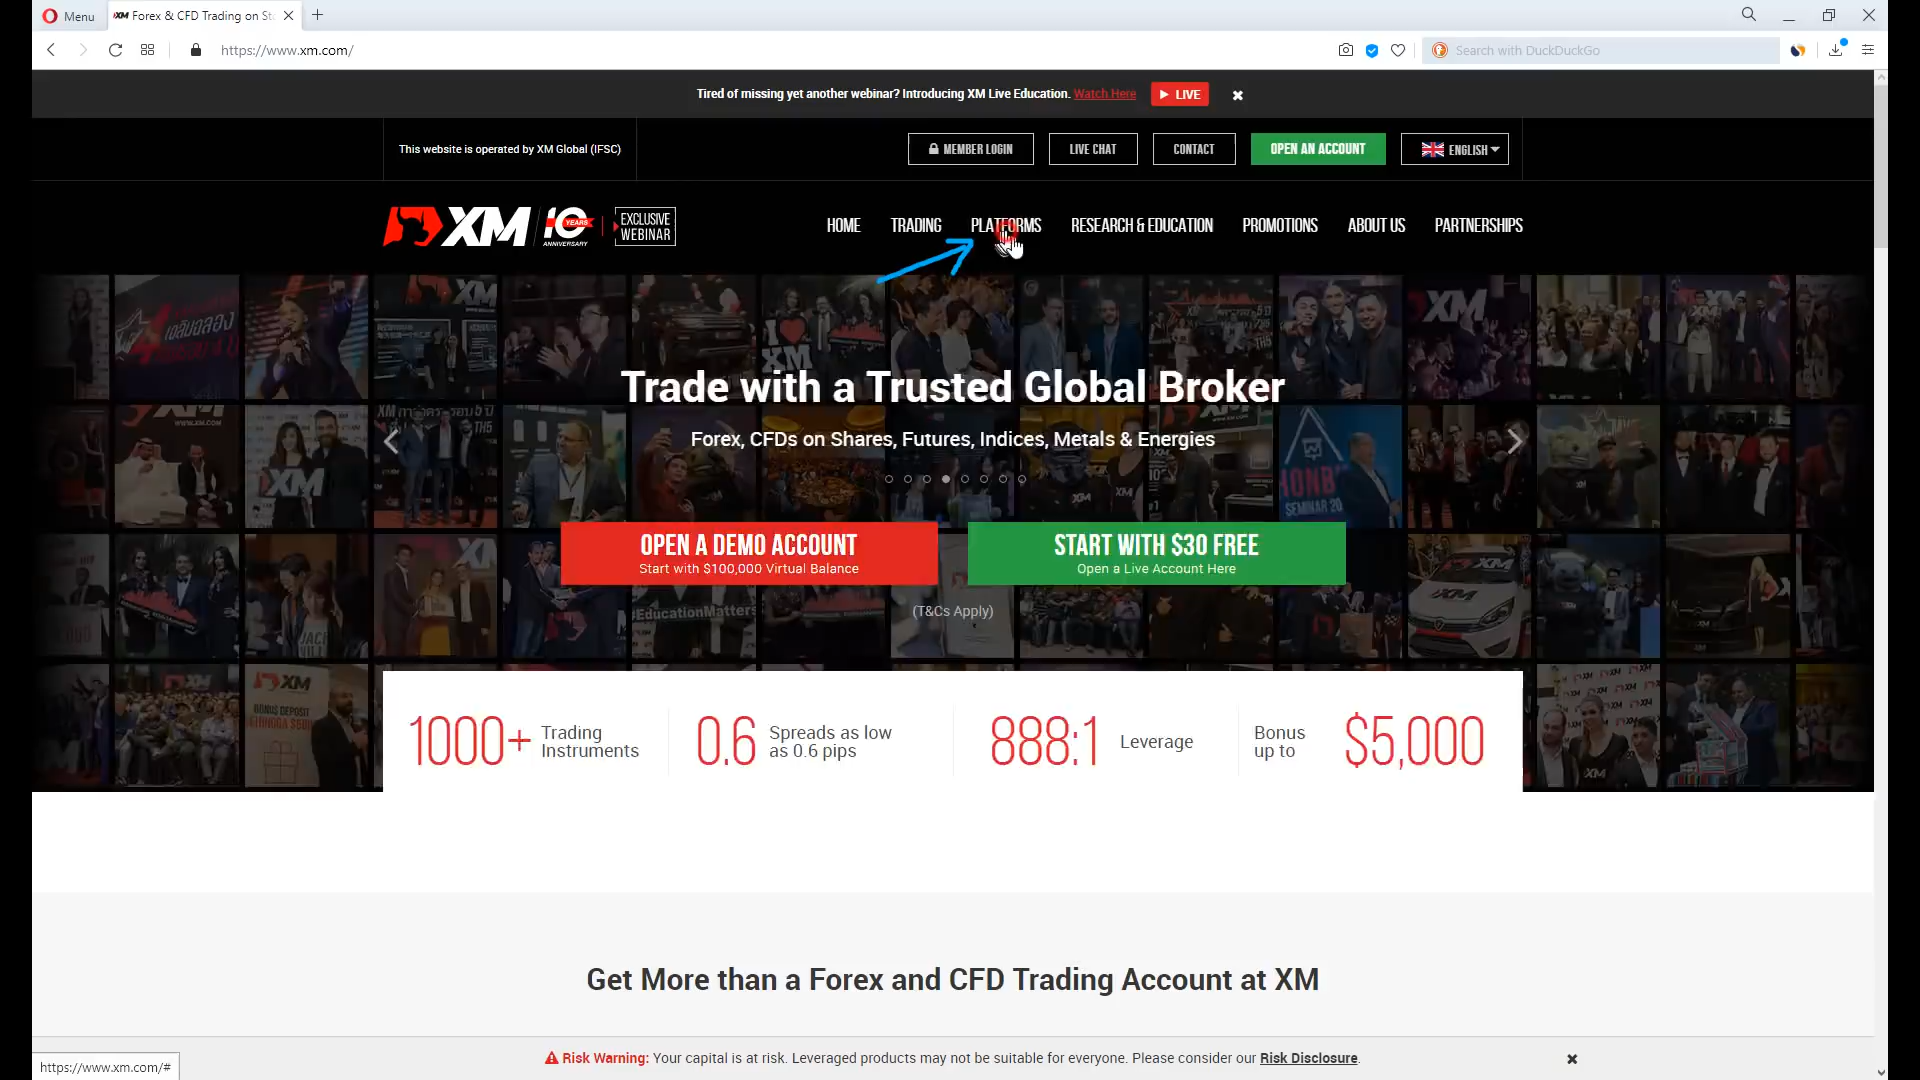 Menu
XM Forex & CFD Trading on St
https://www.xm.com/
Search with DuckDuckGo
Tired of missing yet another webinar? Introducing XM Live Education. Watch Here
LIVE
This website is operated by XM Global (IFSC)
MEMBER LOGIN
LIVE CHAT
CONTACT
OPEN AN ACCOUNT
ENGLISH
XM 10 YEARS ANNIVERSARY
EXCLUSIVE
WEBINAR
HOME
TRADING
PLATFORMS
RESEARCH & EDUCATION
PROMOTIONS
ABOUT US
PARTNERSHIPS
Trade with a Trusted Global Broker
Forex, CFDs on Shares, Futures, Indices, Metals & Energies
OPEN A DEMO ACCOUNT
Start with $100,000 Virtual Balance
START WITH $30 FREE
Open a Live Account Here
(T&Cs Apply)
1000+
Trading
Instruments
0.6
Spreads as low
as 0.6 pips
888:1
Leverage
Bonus
up to
$5,000
Get More than a Forex and CFD Trading Account at XM
Risk Warning: Your capital is at risk. Leveraged products may not be suitable for everyone. Please consider our Risk Disclosure.
https://www.xm.com/#